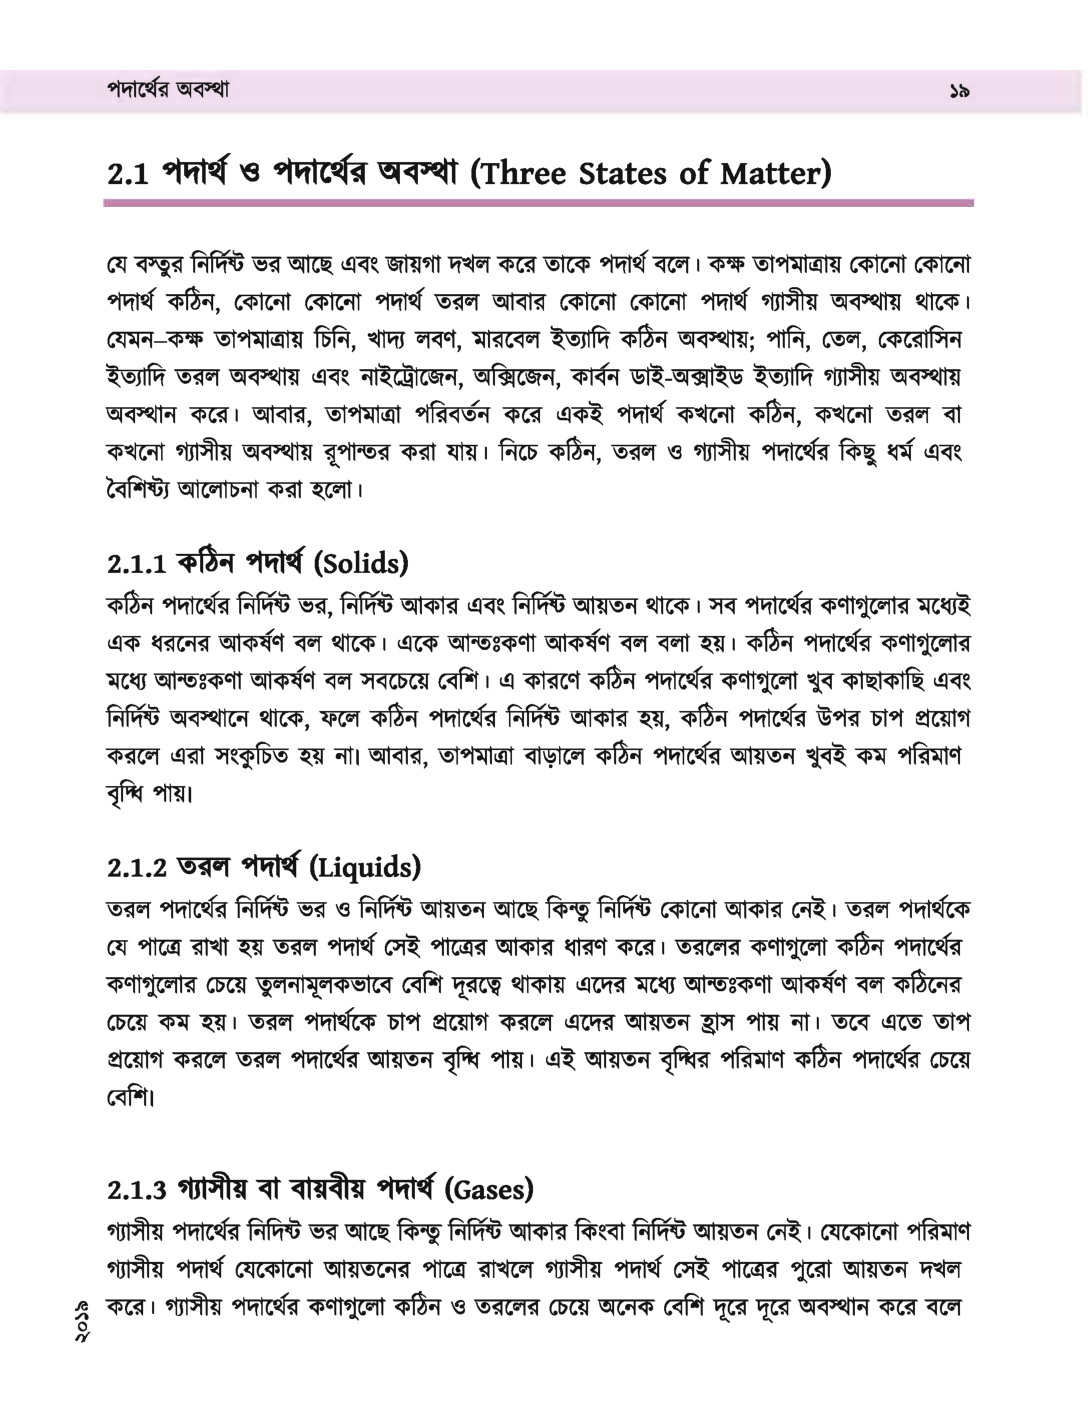 পদার্থের অবস্থা ১৯
2.1 পদার্থ ও পদার্থের অবস্থা (Three States of Matter)
যে বস্তুর নির্দিষ্ট ভর আছে এবং জায়গা দখল করে তাকে পদার্থ বলে। কক্ষ তাপমাত্রায় কোনো কোনো
পদার্থ কঠিন, কোনো কোনো পদার্থ তরল আবার কোনো কোনো পদার্থ গ্যাসীয় অবস্থায় থাকে।
যেমন–কক্ষ তাপমাত্রায় চিনি, খাদ্য লবণ, মারবেল ইত্যাদি কঠিন অবস্থায়; পানি, তেল, কেরোসিন
ইত্যাদি তরল অবস্থায় এবং নাইট্রোজেন, অক্সিজেন, কার্বন ডাই-অক্সাইড ইত্যাদি গ্যাসীয় অবস্থায়
অবস্থান করে। আবার, তাপমাত্রা পরিবর্তন করে একই পদার্থ কখনো কঠিন, কখনো তরল বা
কখনো গ্যাসীয় অবস্থায় রূপান্তর করা যায়। নিচে কঠিন, তরল ও গ্যাসীয় পদার্থের কিছু ধর্ম এবং
বৈশিষ্ট্য আলোচনা করা হলো।
2.1.1 কঠিন পদার্থ (Solids)
কঠিন পদার্থের নির্দিষ্ট ভর, নির্দিষ্ট আকার এবং নির্দিষ্ট আয়তন থাকে। সব পদার্থের কণাগুলোর মধ্যেই
এক ধরনের আকর্ষণ বল থাকে। একে আন্তঃকণা আকর্ষণ বল বলা হয়। কঠিন পদার্থের কণাগুলোর
মধ্যে আন্তঃকণা আকর্ষণ বল সবচেয়ে বেশি। এ কারণে কঠিন পদার্থের কণাগুলো খুব কাছাকাছি এবং
নির্দিষ্ট অবস্থানে থাকে, ফলে কঠিন পদার্থের নির্দিষ্ট আকার হয়, কঠিন পদার্থের উপর চাপ প্রয়োগ
করলে এরা সংকুচিত হয় না। আবার, তাপমাত্রা বাড়ালে কঠিন পদার্থের আয়তন খুবই কম পরিমাণ
বৃদ্ধি পায়।
2.1.2 তরল পদার্থ (Liquids)
তরল পদার্থের নির্দিষ্ট ভর ও নির্দিষ্ট আয়তন আছে কিন্তু নির্দিষ্ট কোনো আকার নেই। তরল পদার্থকে
যে পাত্রে রাখা হয় তরল পদার্থ সেই পাত্রের আকার ধারণ করে। তরলের কণাগুলো কঠিন পদার্থের
কণাগুলোর চেয়ে তুলনামূলকভাবে বেশি দূরত্বে থাকায় এদের মধ্যে আন্তঃকণা আকর্ষণ বল কঠিনের
চেয়ে কম হয়। তরল পদার্থকে চাপ প্রয়োগ করলে এদের আয়তন হ্রাস পায় না। তবে এতে তাপ
প্রয়োগ করলে তরল পদার্থের আয়তন বৃদ্ধি পায়। এই আয়তন বৃদ্ধির পরিমাণ কঠিন পদার্থের চেয়ে
বেশি।
2.1.3 গ্যাসীয় বা বায়বীয় পদার্থ (Gases)
গ্যাসীয় পদার্থের নিদিষ্ট ভর আছে কিন্তু নির্দিষ্ট আকার কিংবা নির্দিষ্ট আয়তন নেই। যেকোনো পরিমাণ
গ্যাসীয় পদার্থ যেকোনো আয়তনের পাত্রে রাখলে গ্যাসীয় পদার্থ সেই পাত্রের পুরো আয়তন দখল
করে। গ্যাসীয় পদার্থের কণাগুলো কঠিন ও তরলের চেয়ে অনেক বেশি দূরে দূরে অবস্থান করে বলে
২০১৯